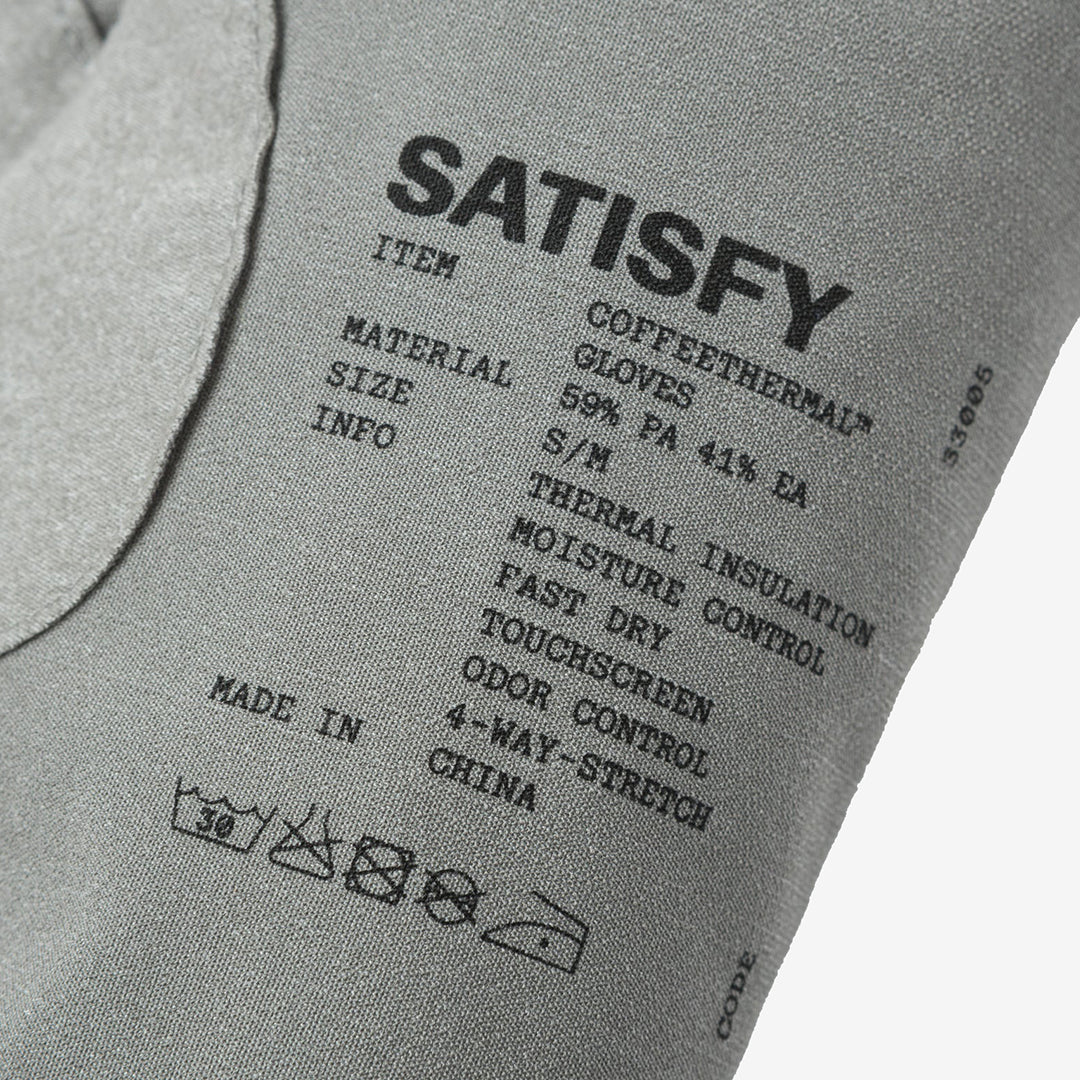 SATISFY
ITEM COFFEETHERMAL™
GLOVES
MATERIAL 59% PA 41% EA
SIZE S/M
INFO THERMAL INSULATION
MOISTURE CONTROL
FAST DRY
TOUCHSCREEN
ODOR CONTROL
4-WAY-STRETCH
MADE IN CHINA
30
CODE 33005